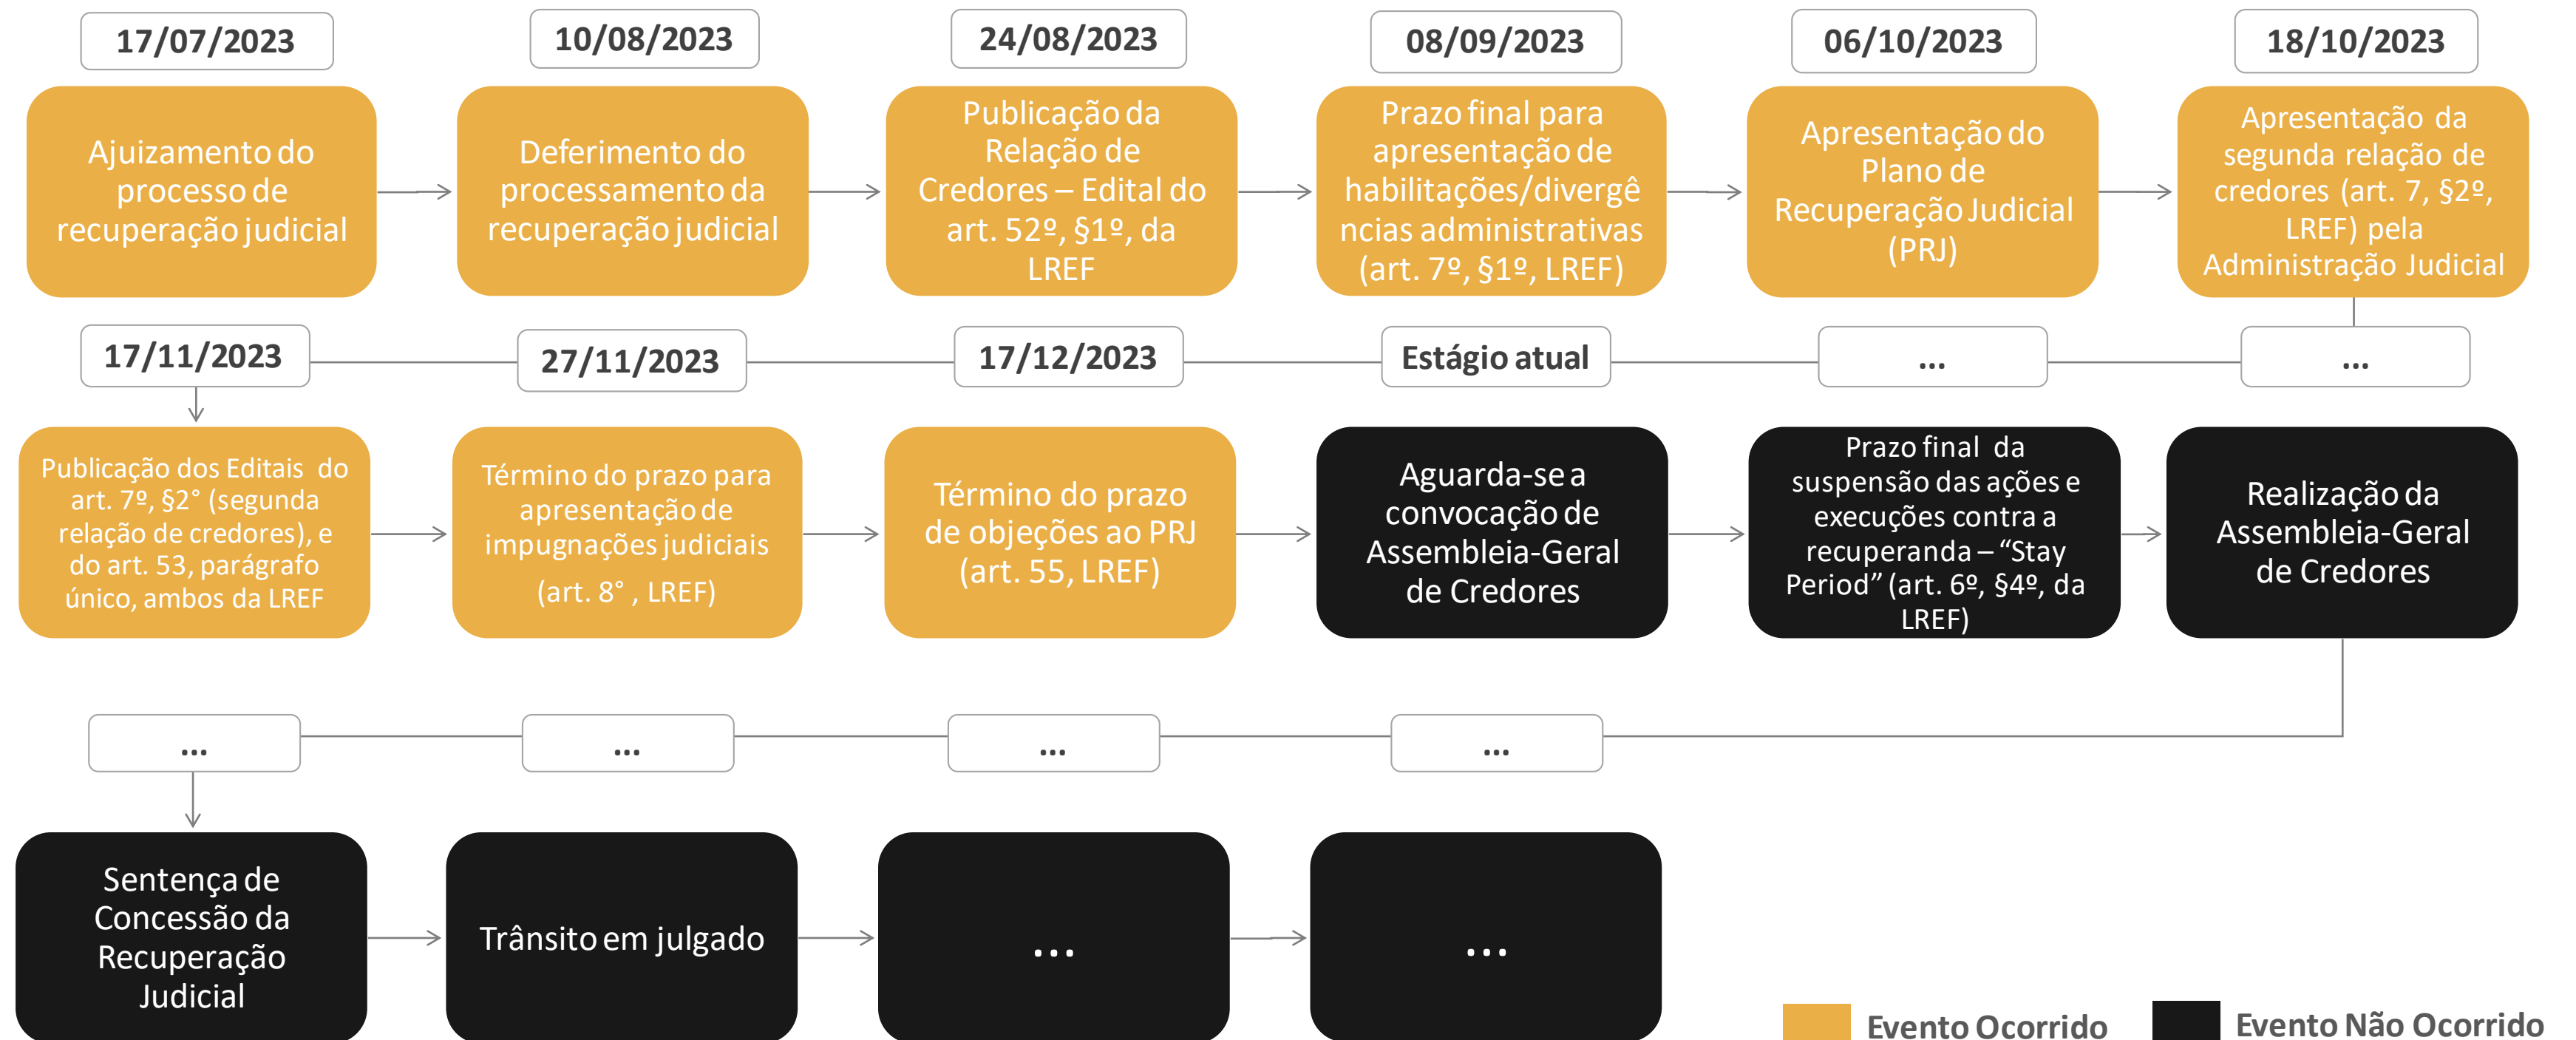 17/07/2023
10/08/2023
24/08/2023
08/09/2023
06/10/2023
18/10/2023
Ajuizamento do
processo de
recuperação judicial
Deferimento do
processamento da
recuperação judicial
Publicação da
Relação de
Credores – Edital do
art. 52º, §1º, da
LREF
Prazo final para
apresentação de
habilitações/divergê
ncias administrativas
(art. 7º, §1º, LREF)
Apresentação do
Plano de
Recuperação Judicial
(PRJ)
Apresentação da
segunda relação de
credores (art. 7, §2º,
LREF) pela
Administração Judicial
17/11/2023
27/11/2023
17/12/2023
Estágio atual
...
...
Publicação dos Editais do
art. 7º, §2° (segunda
relação de credores), e
do art. 53, parágrafo
único, ambos da LREF
Término do prazo para
apresentação de
impugnações judiciais
(art. 8° , LREF)
Término do prazo
de objeções ao PRJ
(art. 55, LREF)
Aguarda-se a
convocação de
Assembleia-Geral
de Credores
Prazo final da
suspensão das ações e
execuções contra a
recuperanda – “Stay
Period” (art. 6º, §4º, da
LREF)
Realização da
Assembleia-Geral
de Credores
...
...
...
...
Sentença de
Concessão da
Recuperação
Judicial
Trânsito em julgado
...
...
Evento Ocorrido
Evento Não Ocorrido